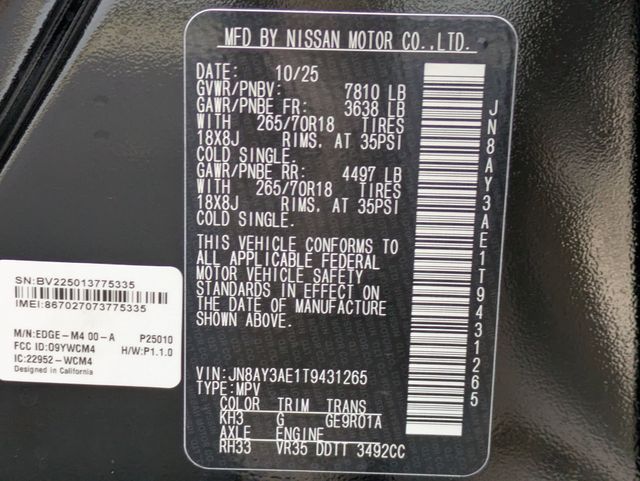 MFD BY NISSAN MOTOR CO.,LTD.
DATE: 10/25
GVWR/PNBV: 7810 LB
GAWR/PNBE FR: 3638 LB
WITH 265/70R18 TIRES
18X8J RIMS. AT 35PSI
COLD SINGLE.
GAWR/PNBE RR: 4497 LB
WITH 265/70R18 TIRES
18X8J RIMS. AT 35PSI
COLD SINGLE.
THIS VEHICLE CONFORMS TO
ALL APPLICABLE FEDERAL
MOTOR VEHICLE SAFETY
STANDARDS IN EFFECT ON
THE DATE OF MANUFACTURE
SHOWN ABOVE.
VIN: JN8AY3AE1T9431265
TYPE: MPV
COLOR TRIM TRANS
KH3 G GE9R01A
AXLE ENGINE
RH33 VR35 DDTT 3492CC
JN8AY3AE1T9431265
SN:BV225013775335
IMEI:867027073775335
M/N:EDGE-M4 00-A P25010
FCC ID:O9YWCM4 H/W:P1.1.0
IC:22952-WCM4
Designed in California